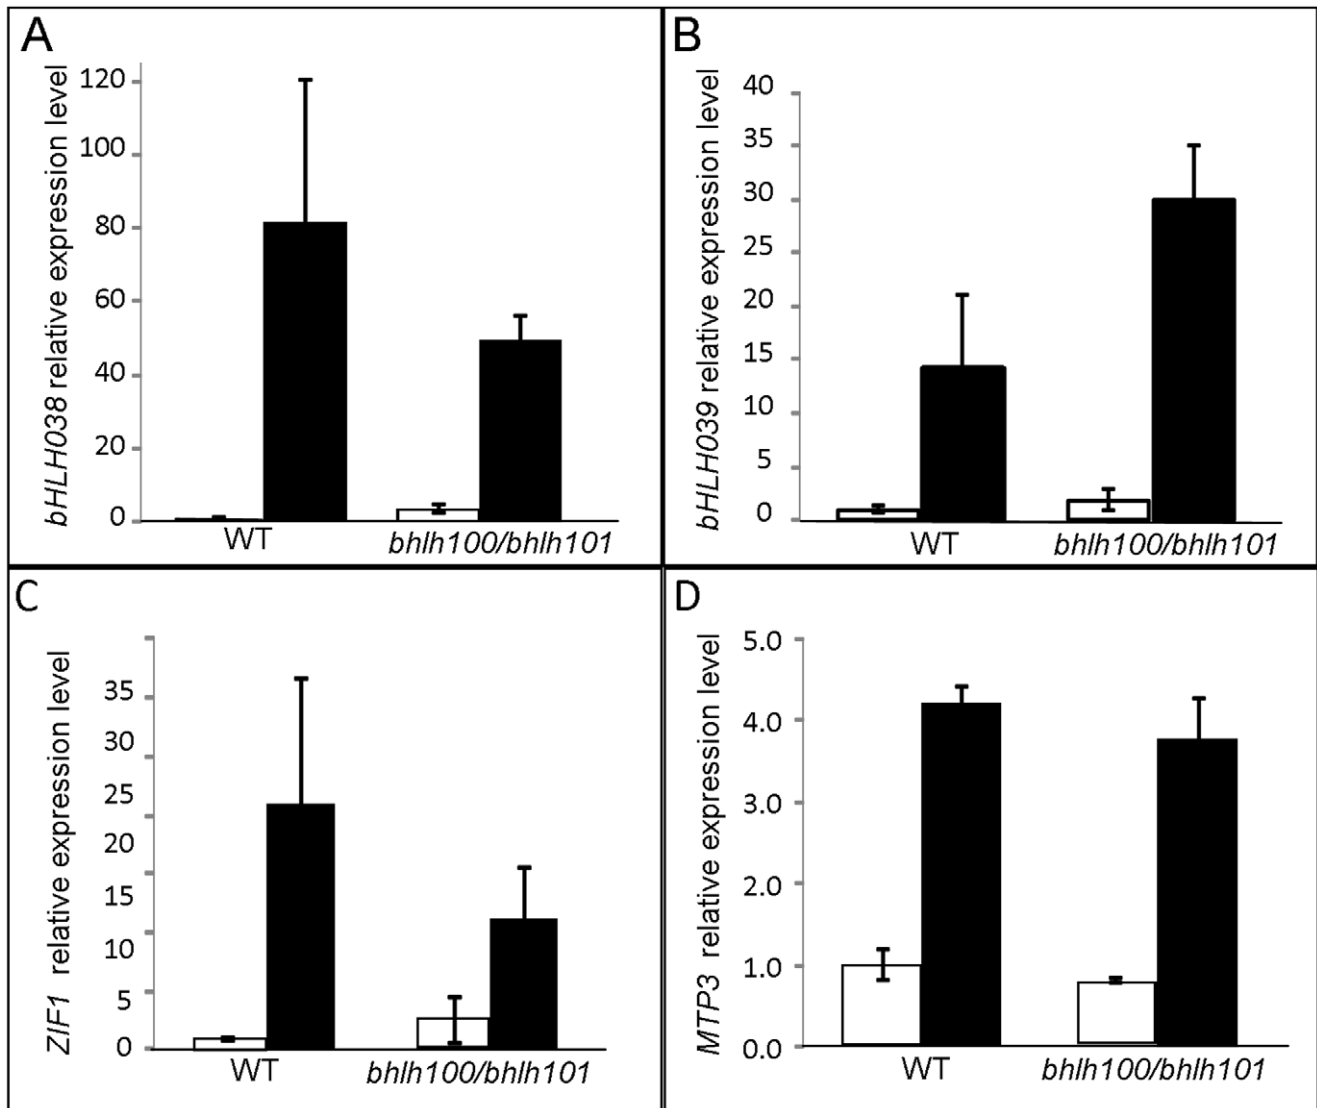 A
bHLH038 relative expression level
120
100
80
60
40
20
0
WT
bhlh100/bhlh101
B
bHLH039 relative expression level
40
35
30
25
20
15
10
5
0
WT
bhlh100/bhlh101
C
ZIF1 relative expression level
35
30
25
20
15
10
5
0
WT
bhlh100/bhlh101
D
MTP3 relative expression level
5.0
4.0
3.0
2.0
1.0
0.0
WT
bhlh100/bhlh101